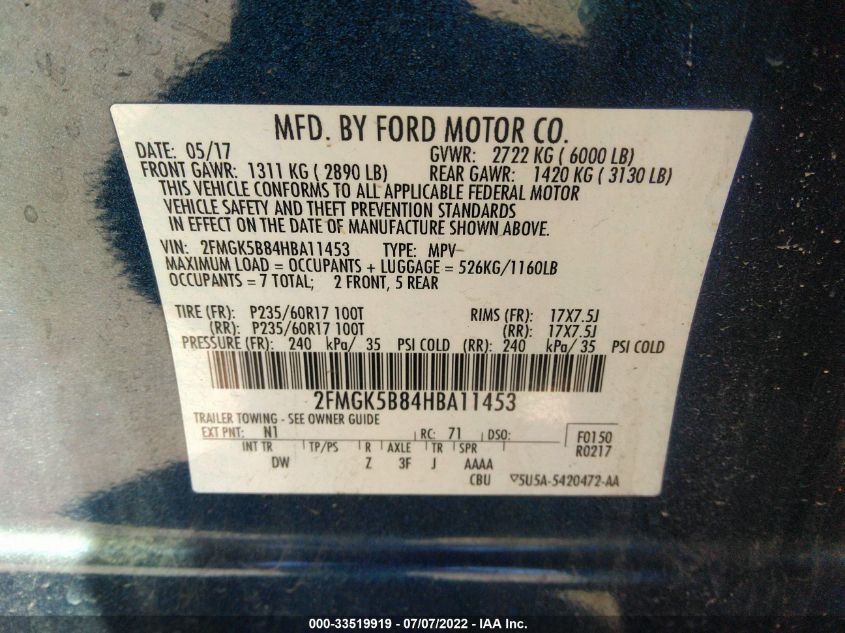 MFD. BY FORD MOTOR CO.
DATE: 05/17 GVWR: 2722 KG ( 6000 LB)
FRONT GAWR: 1311 KG ( 2890 LB) REAR GAWR: 1420 KG ( 3130 LB)
THIS VEHICLE CONFORMS TO ALL APPLICABLE FEDERAL MOTOR
VEHICLE SAFETY AND THEFT PREVENTION STANDARDS
IN EFFECT ON THE DATE OF MANUFACTURE SHOWN ABOVE.
VIN: 2FMGK5B84HBA11453 TYPE: MPV
MAXIMUM LOAD = OCCUPANTS + LUGGAGE = 526KG/1160LB
OCCUPANTS = 7 TOTAL; 2 FRONT, 5 REAR
TIRE (FR): P235/60R17 100T RIMS (FR): 17X7.5J
(RR): P235/60R17 100T (RR): 17X7.5J
PRESSURE (FR): 240 kPa/ 35 PSI COLD (RR): 240 kPa/ 35 PSI COLD
2FMGK5B84HBA11453
TRAILER TOWING - SEE OWNER GUIDE
EXT PNT: N1 RC: 71 DSO: F0150
INT TR TP/PS R AXLE TR SPR R0217
DW Z 3F J AAAA
CBU ▽5U5A-5420472-AA
000-33519919 - 07/07/2022 - IAA Inc.